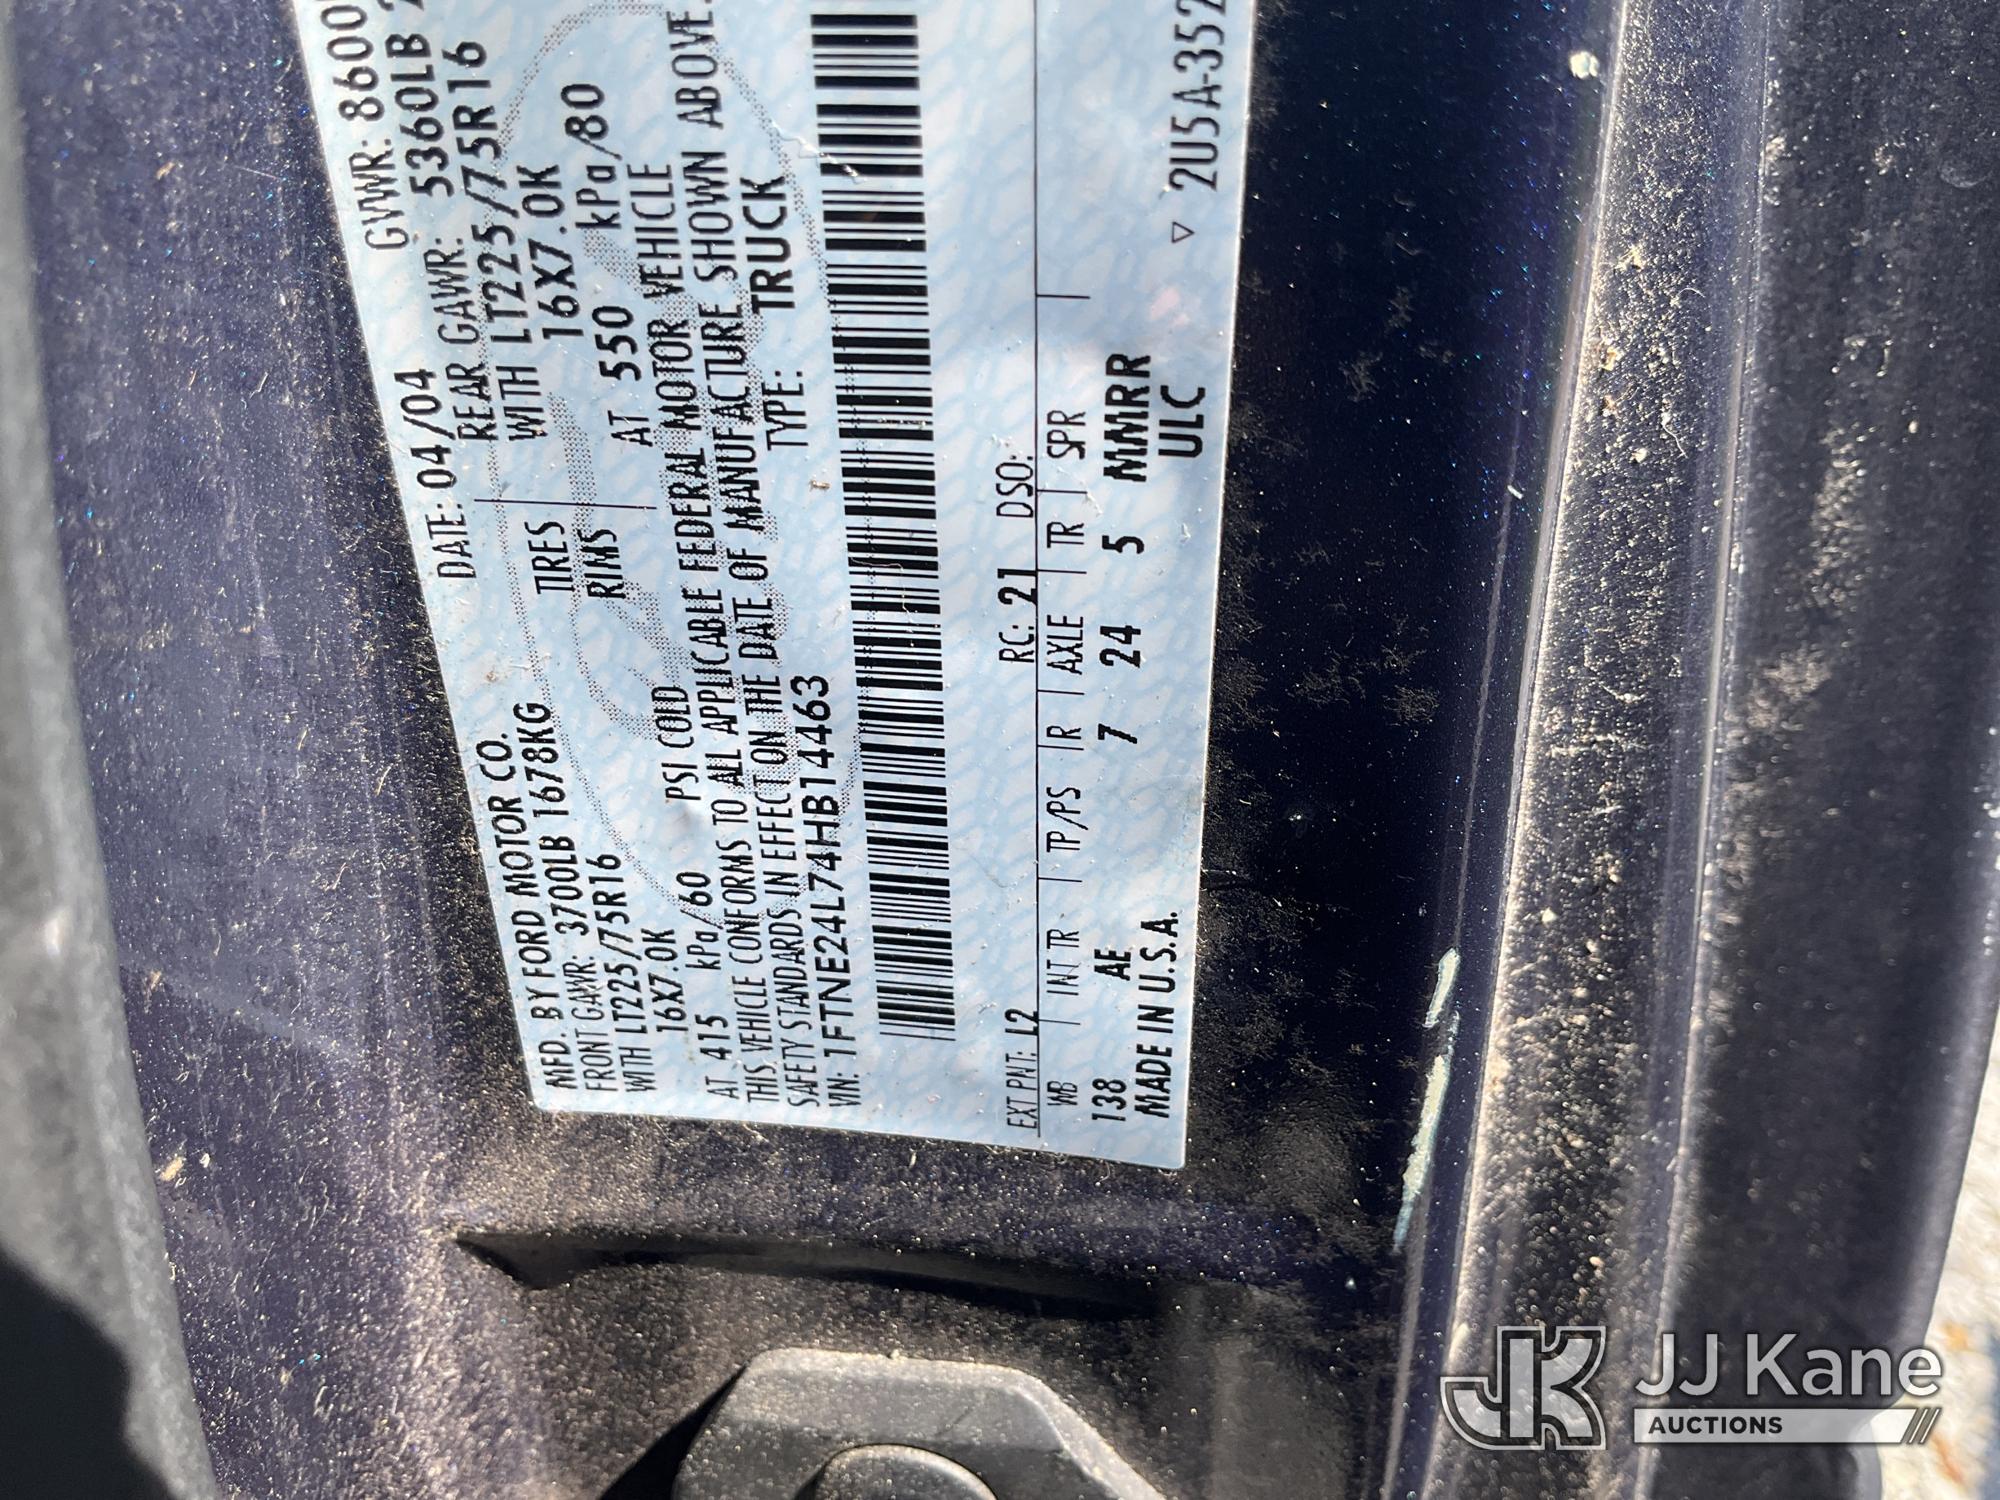 MFD. BY FORD MOTOR CO.
DATE: 04/04 GVWR: 8600
FRONT GAWR: 3700LB 1678KG
REAR GAWR: 5360LB
WITH LT225/75R16 TIRES WITH LT225/75R16
16X7.0K RIMS 16X7.0K
AT 415 kPa/60 PSI COLD AT 550 kPa/80
THIS VEHICLE CONFORMS TO ALL APPLICABLE FEDERAL MOTOR VEHICLE
SAFETY STANDARDS IN EFFECT ON THE DATE OF MANUFACTURE SHOWN ABOVE.
VIN: 1FTNE24L74HB14463 TYPE: TRUCK
EXT PNT: L2 RC: 21 DSO:
WB INT TR TP/PS R AXLE TR SPR
138 AE 7 24 5 MMRR
MADE IN U.S.A. ULC
▽ 2U5A-352
JK JJ Kane
AUCTIONS